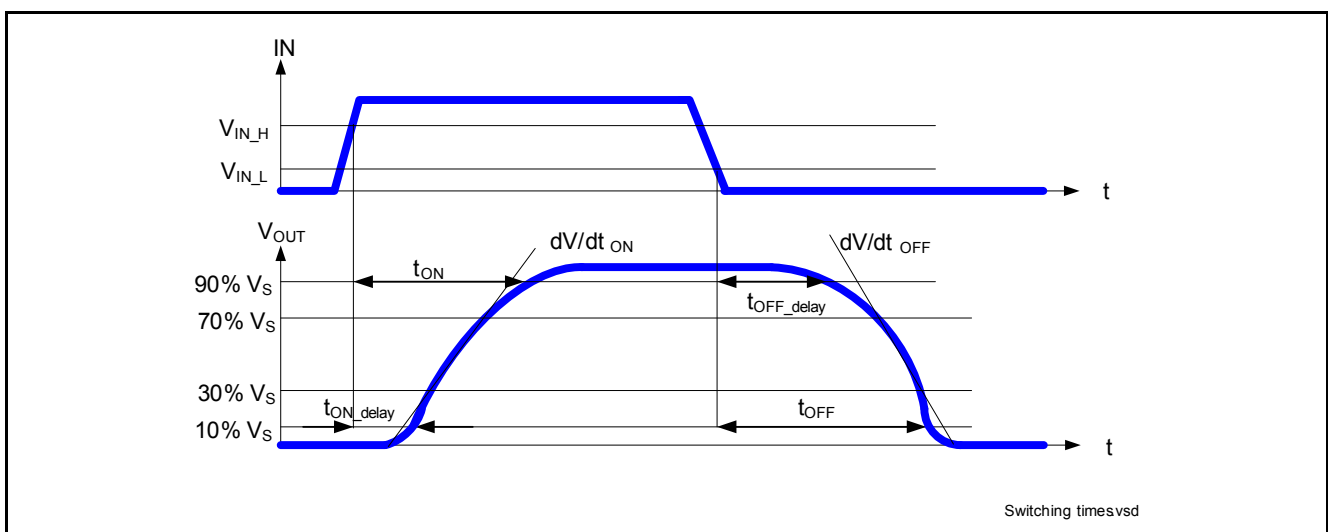 IN
V_IN_H
V_IN_L
t
V_OUT
dV/dt ON
dV/dt OFF
t_ON
90% V_S
t_OFF_delay
70% V_S
30% V_S
t_ON_delay
t_OFF
10% V_S
t
Switching times.vsd